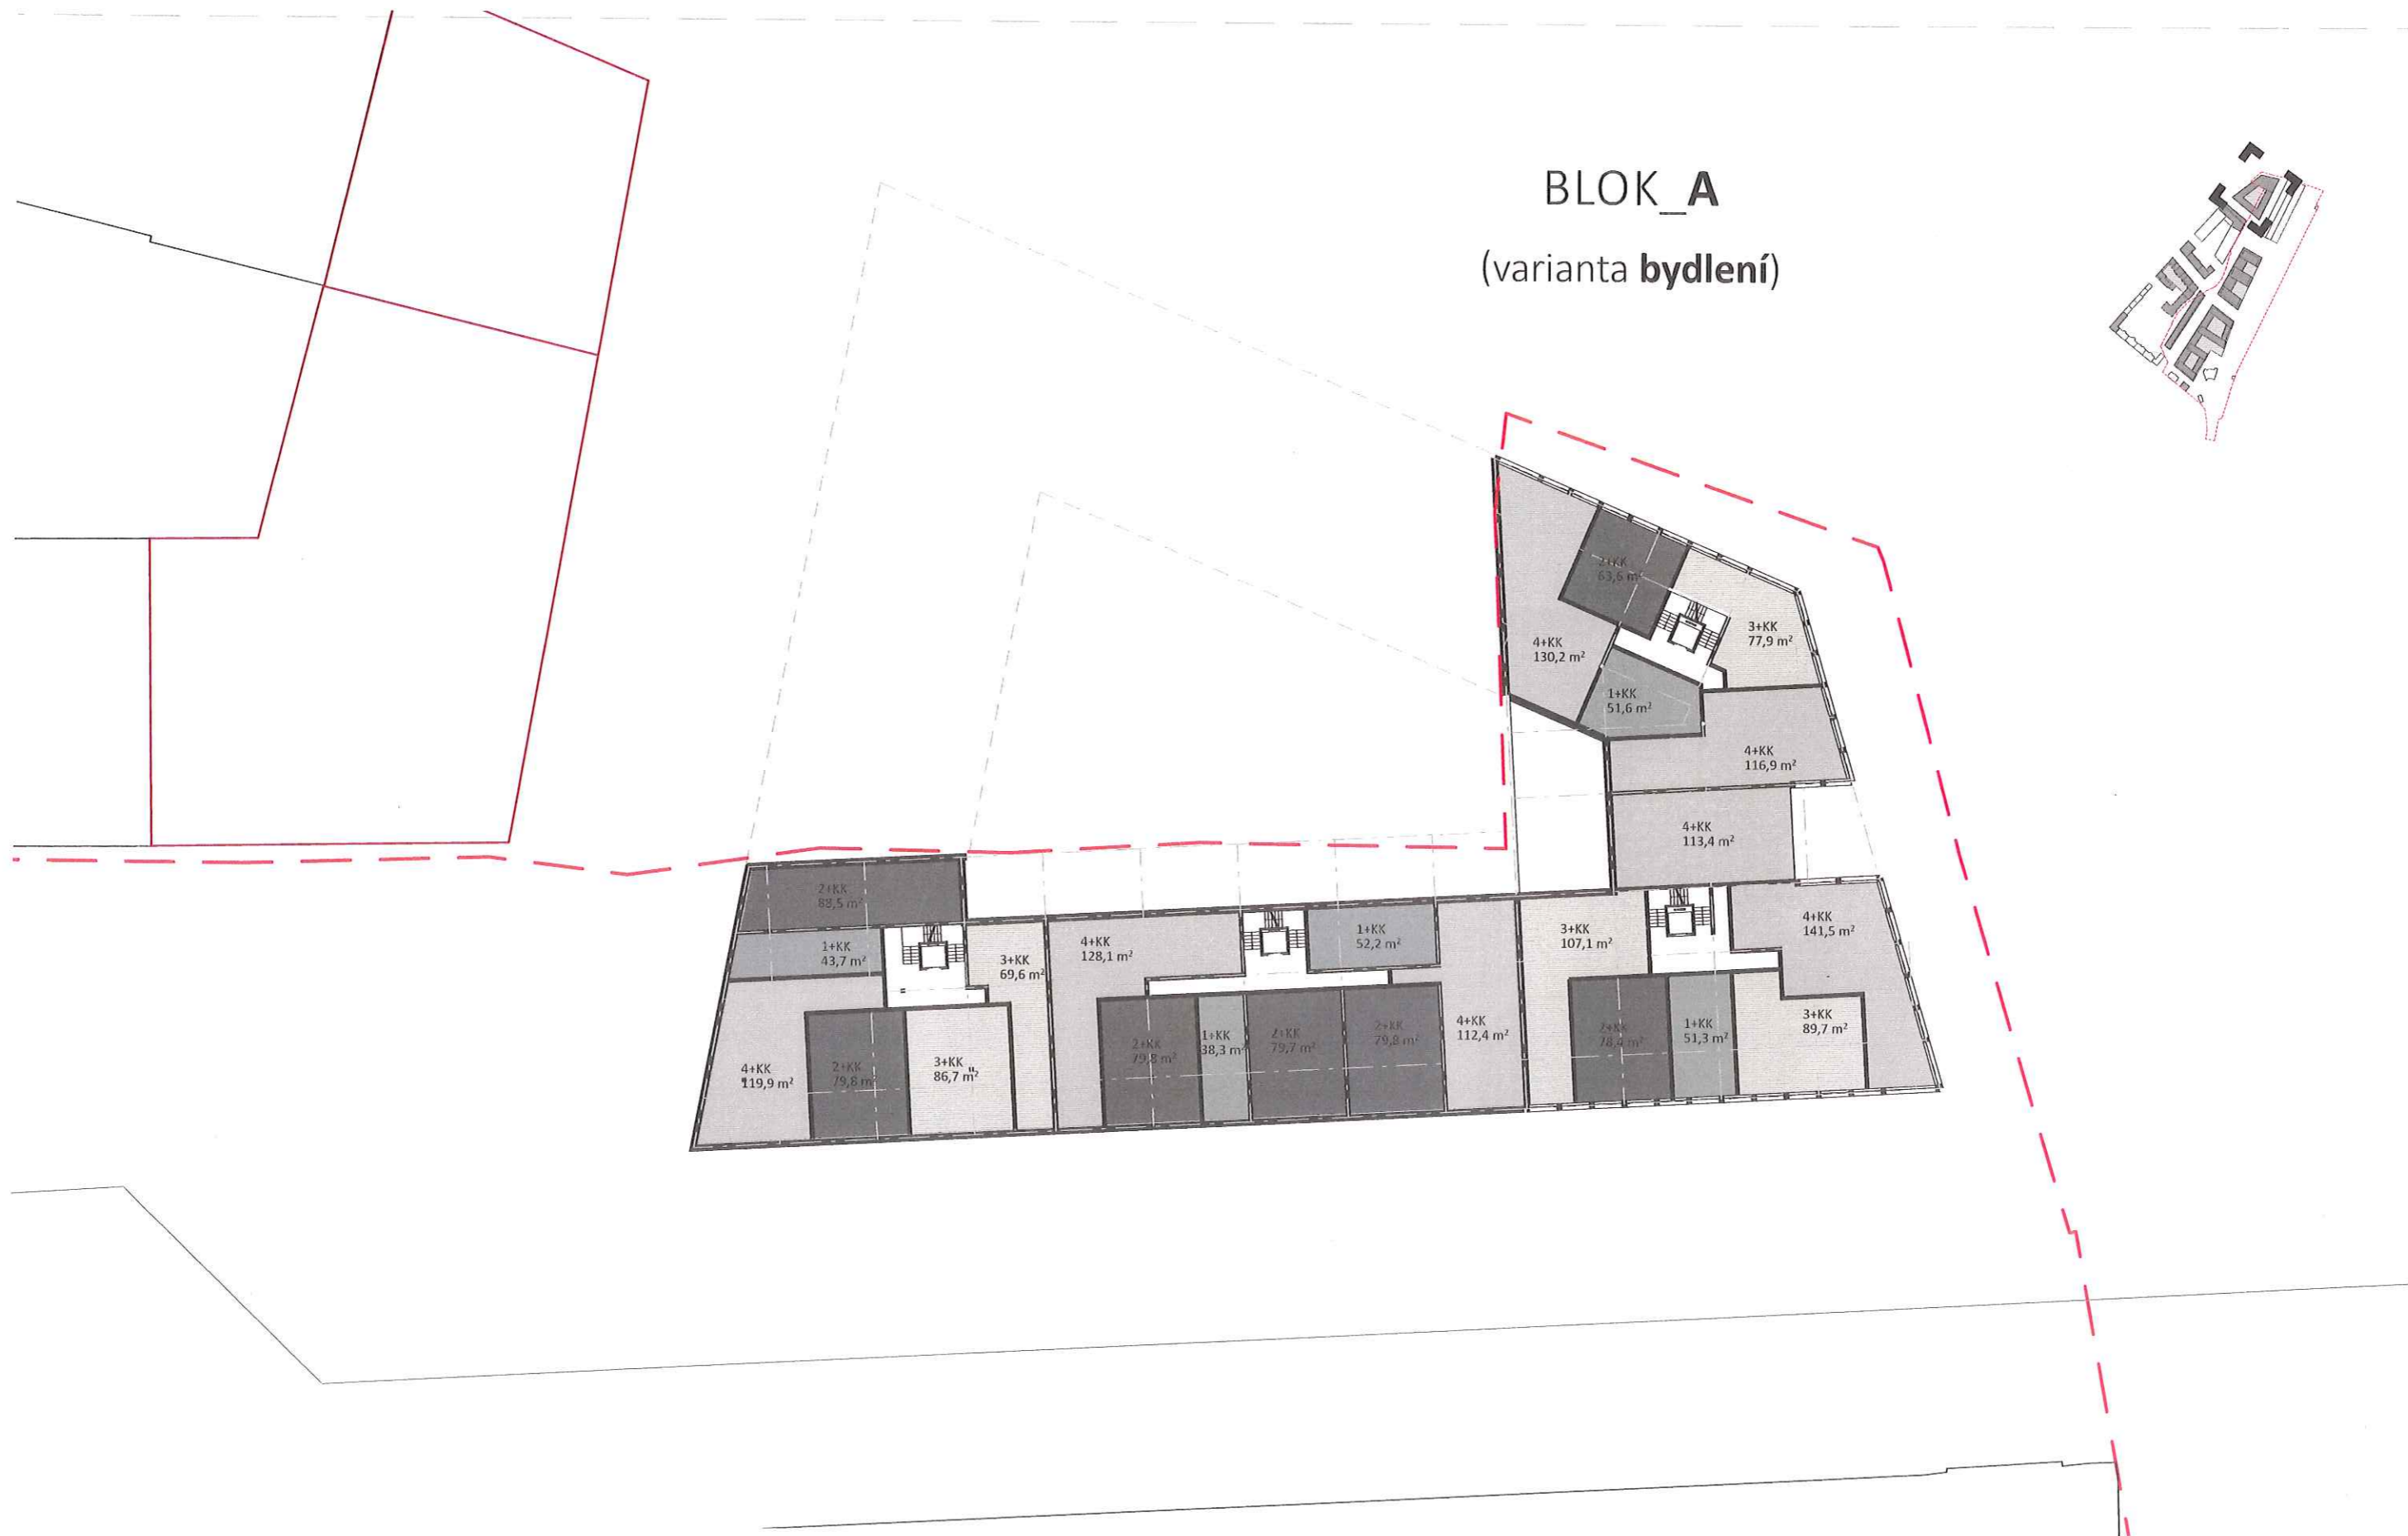 BLOK_A
(varianta bydlení)
2+KK
63,6 m²
3+KK
77,9 m²
4+KK
130,2 m²
1+KK
51,6 m²
4+KK
116,9 m²
4+KK
113,4 m²
2+KK
88,5 m²
1+KK
43,7 m²
3+KK
69,6 m²
4+KK
128,1 m²
1+KK
52,2 m²
3+KK
107,1 m²
4+KK
141,5 m²
4+KK
119,9 m²
2+KK
79,8 m²
3+KK
86,7 m²
2+KK
79,8 m²
1+KK
38,3 m²
2+KK
79,7 m²
2+KK
79,8 m²
4+KK
112,4 m²
2+KK
78,4 m²
1+KK
51,3 m²
3+KK
89,7 m²